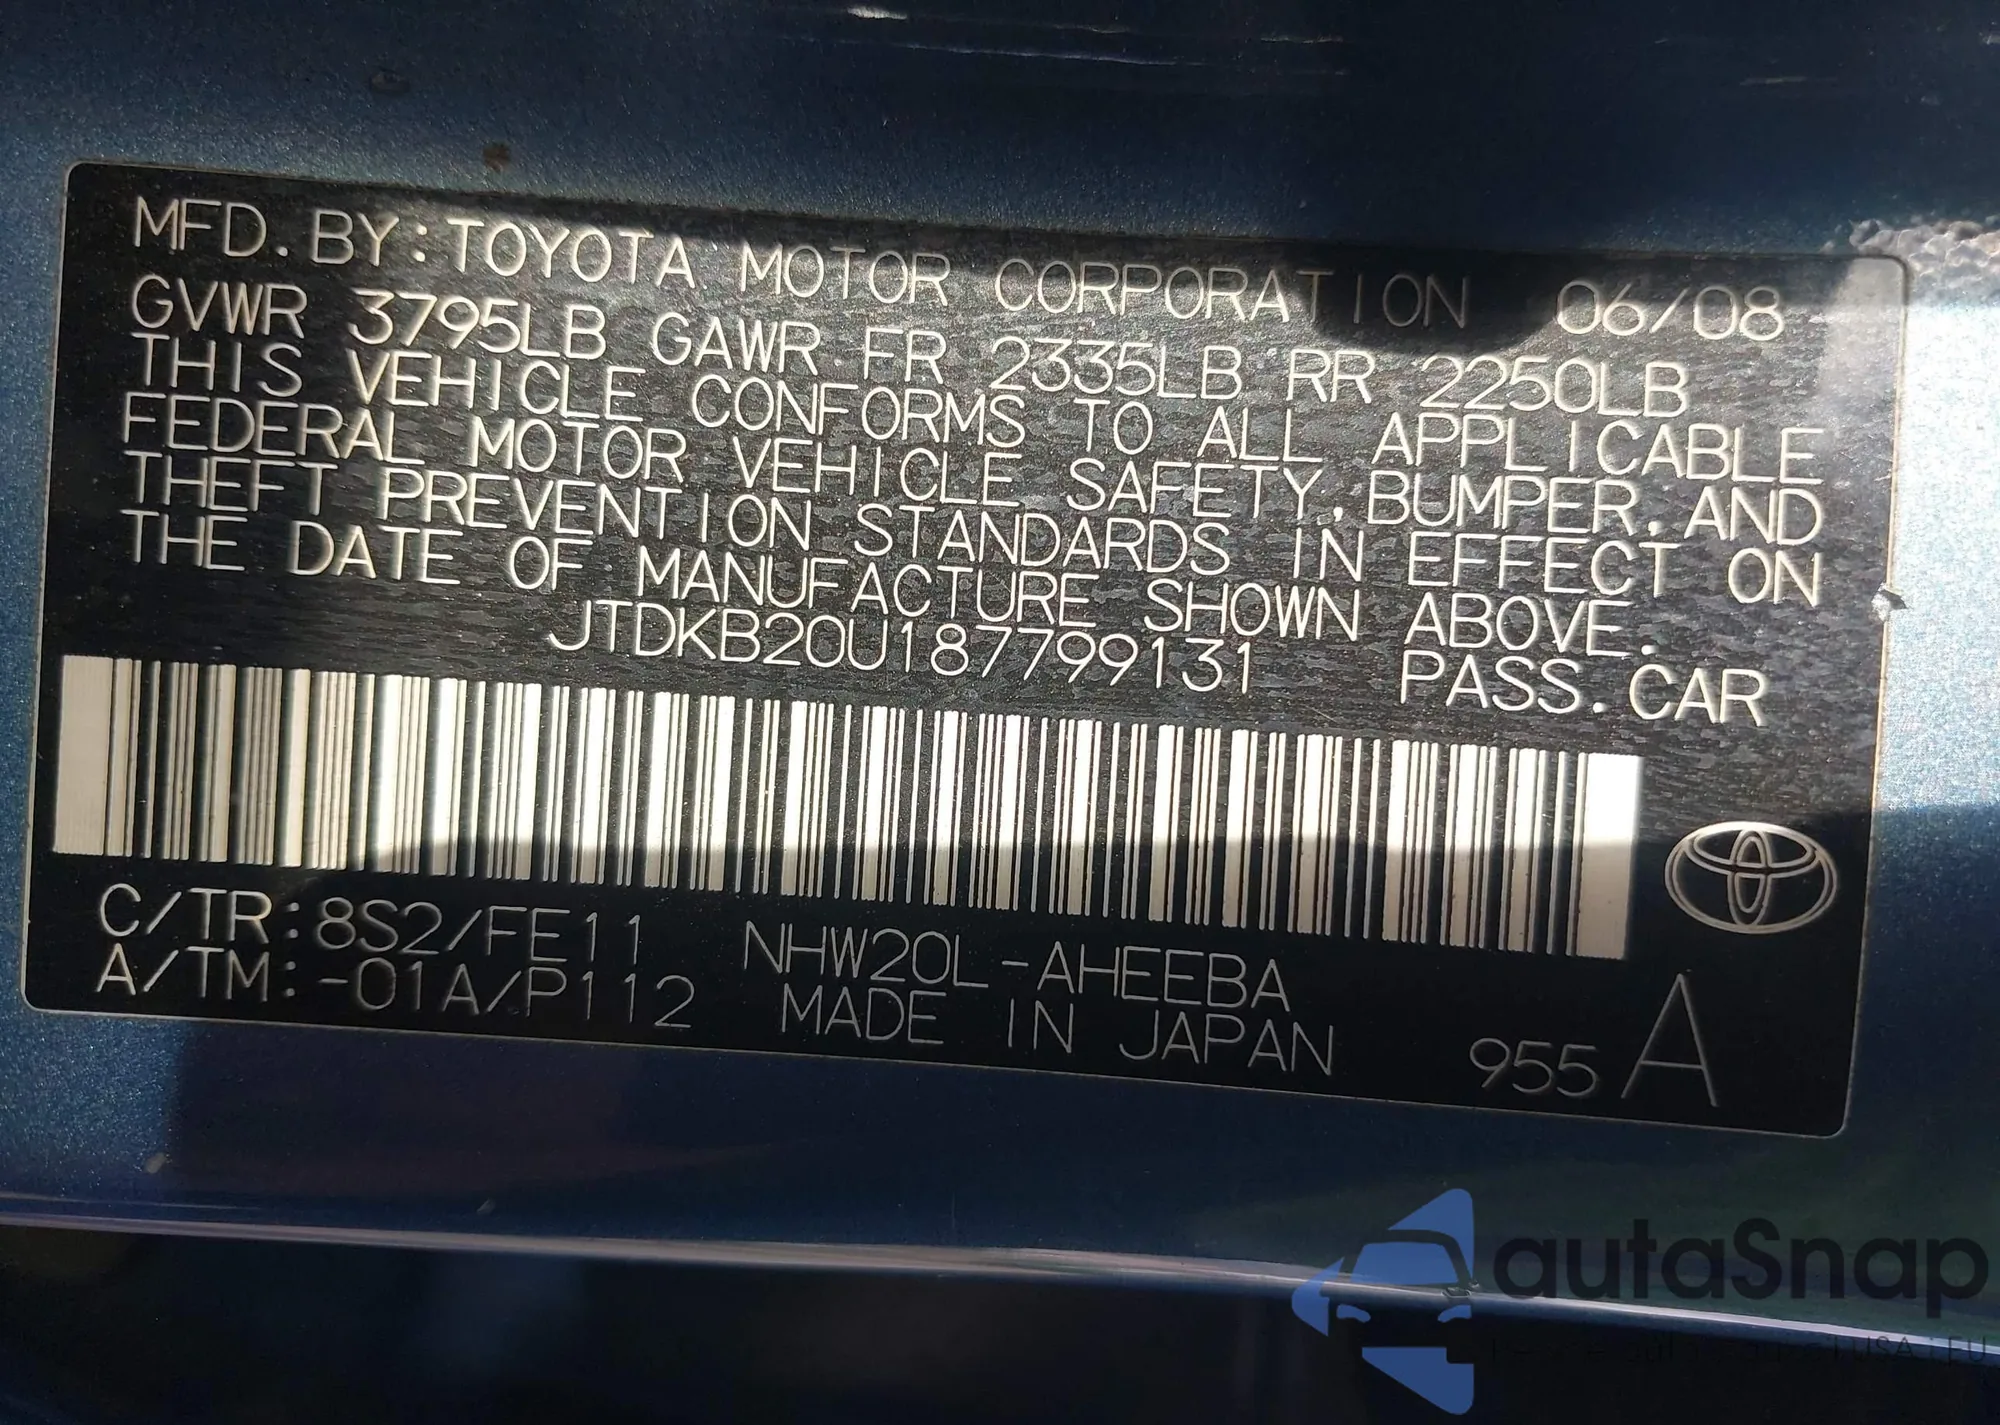 MFD. BY: TOYOTA MOTOR CORPORATION 06/08
GVWR 3795LB GAWR FR 2335LB RR 2250LB
THIS VEHICLE CONFORMS TO ALL APPLICABLE
FEDERAL MOTOR VEHICLE SAFETY, BUMPER, AND
THEFT PREVENTION STANDARDS IN EFFECT ON
THE DATE OF MANUFACTURE SHOWN ABOVE.
JTDKB20U187799131 PASS. CAR
C/TR: 8S2/FE11 NHW20L-AHEEBA
A/TM: -01A/P112 MADE IN JAPAN 955 A
autoSnap
USA EU